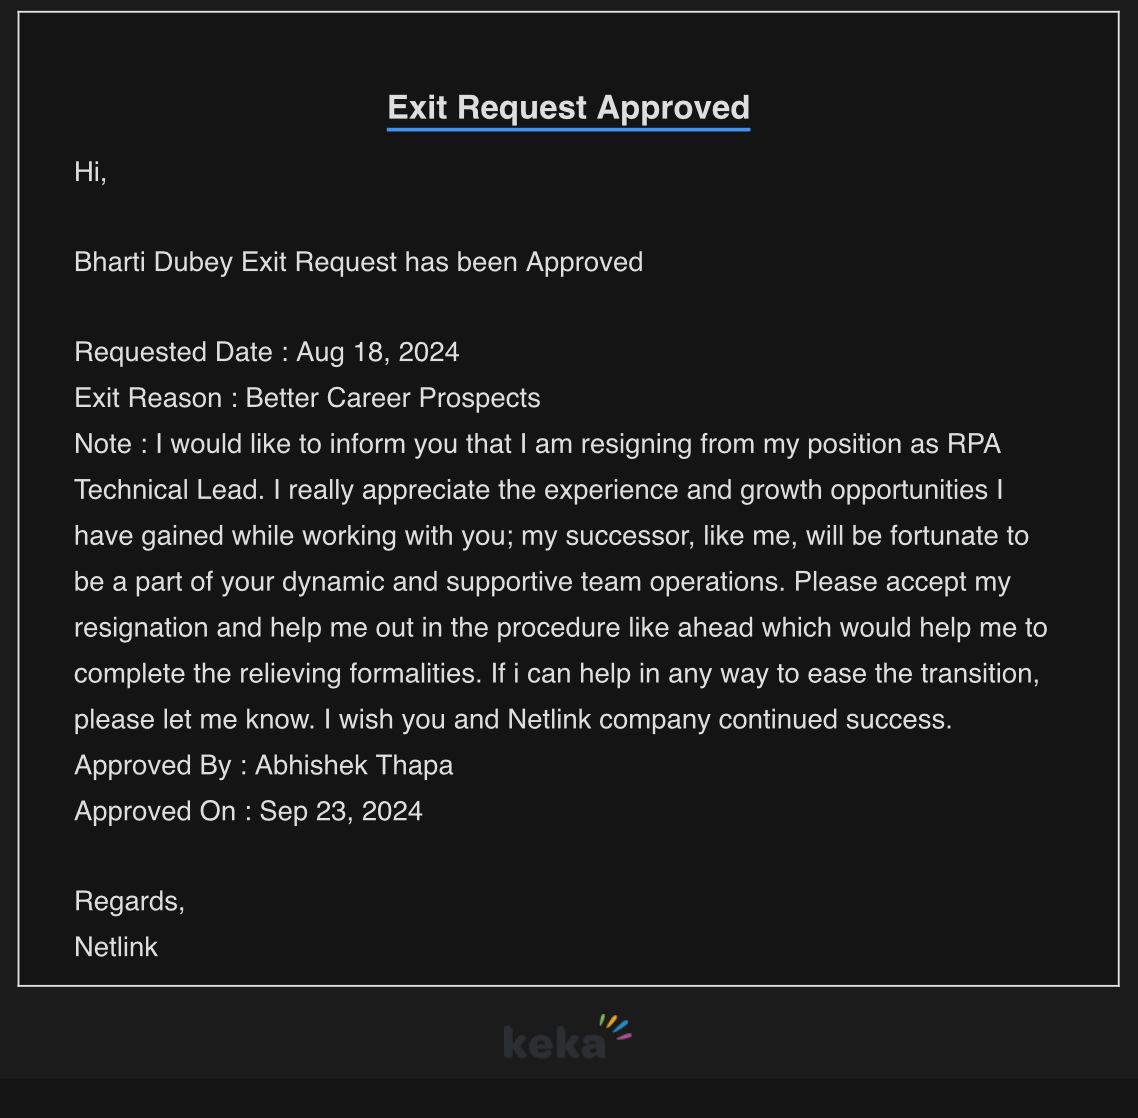 Exit Request Approved
Hi,
Bharti Dubey Exit Request has been Approved
Requested Date : Aug 18, 2024
Exit Reason : Better Career Prospects
Note : I would like to inform you that I am resigning from my position as RPA
Technical Lead. I really appreciate the experience and growth opportunities I
have gained while working with you; my successor, like me, will be fortunate to
be a part of your dynamic and supportive team operations. Please accept my
resignation and help me out in the procedure like ahead which would help me to
complete the relieving formalities. If i can help in any way to ease the transition,
please let me know. I wish you and Netlink company continued success.
Approved By : Abhishek Thapa
Approved On : Sep 23, 2024
Regards,
Netlink
keka